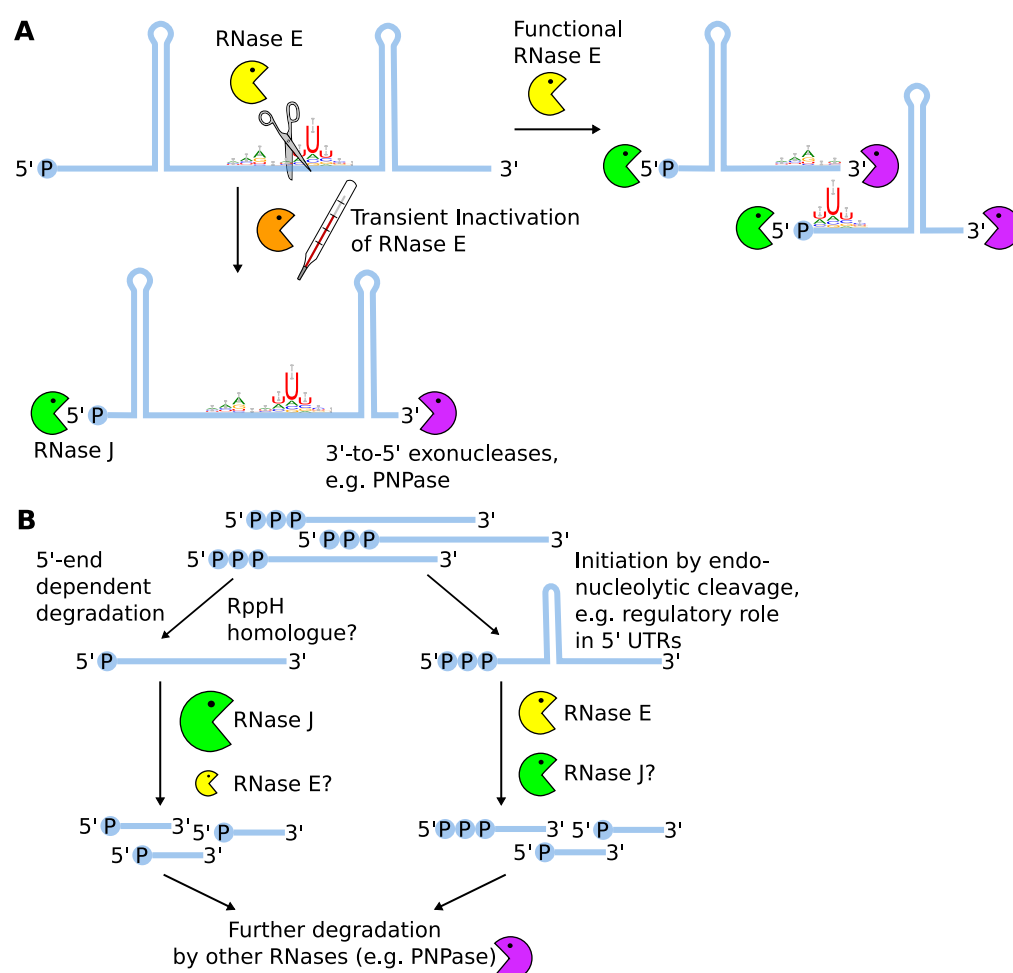 A
RNase E
Functional
RNase E
5' P
3'
5' P
3'
5' P
3'
Transient Inactivation
of RNase E
5' P
3'
RNase J
3'-to-5' exonucleases,
e.g. PNPase
B
5' P P P 3'
5' P P P 3'
5' P P P 3'
5'-end
dependent
degradation
RppH
homologue?
Initiation by endo-
nucleolytic cleavage,
e.g. regulatory role
in 5' UTRs
5' P 3'
5' P P P 3'
RNase J
RNase E?
RNase E
RNase J?
5' P 3'
5' P 3'
5' P 3'
5' P P P 3'
5' P 3'
5' P 3'
Further degradation
by other RNases (e.g. PNPase)